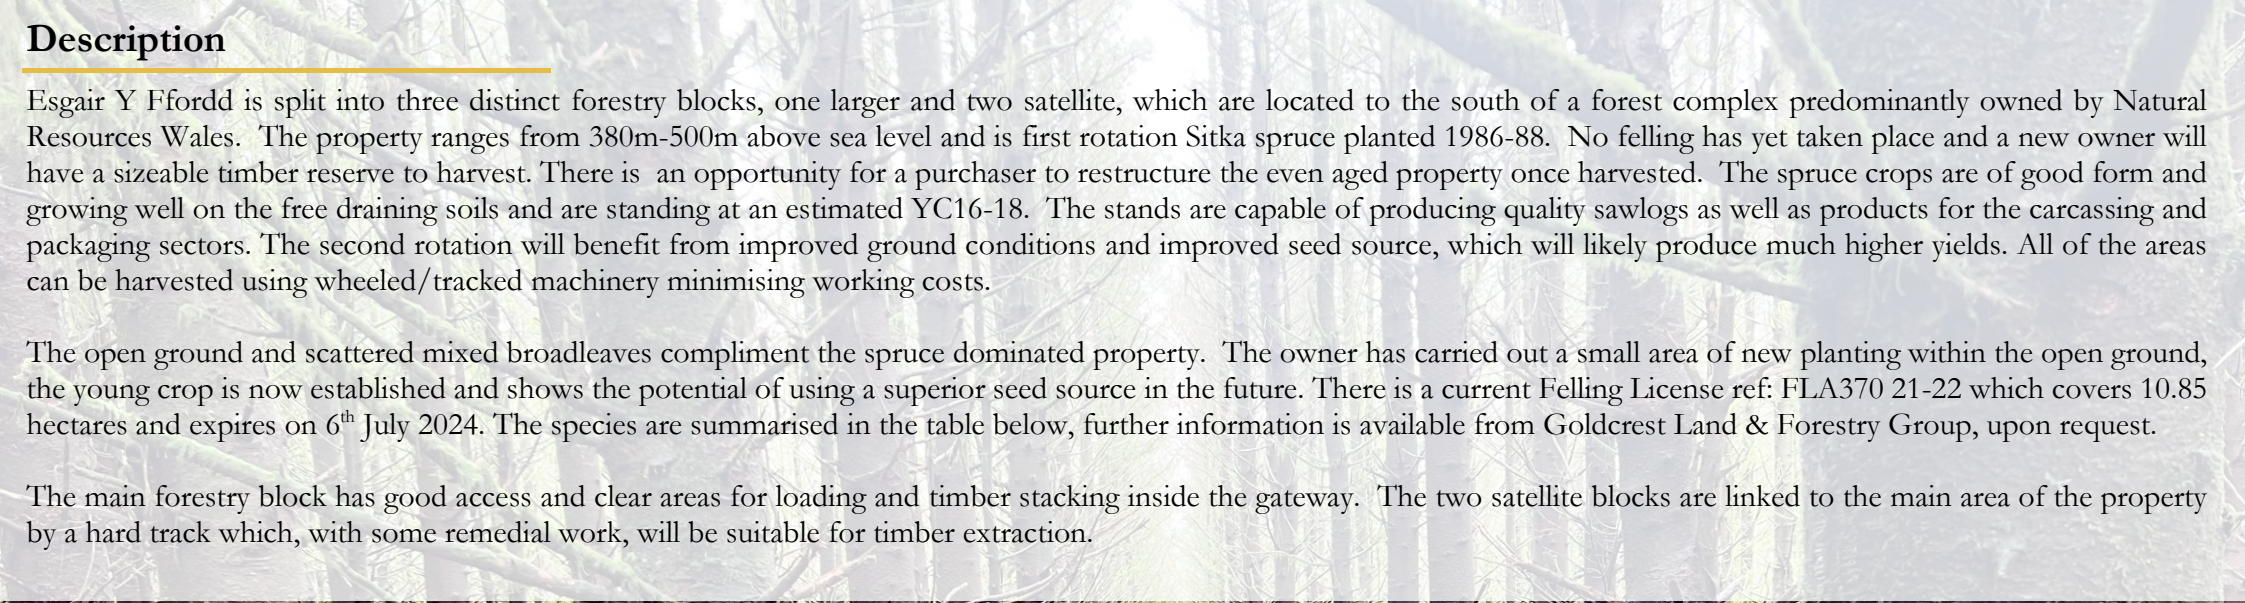 Description
Esgair Y Ffordd is split into three distinct forestry blocks, one larger and two satellite, which are located to the south of a forest complex predominantly owned by Natural
Resources Wales. The property ranges from 380m-500m above sea level and is first rotation Sitka spruce planted 1986-88. No felling has yet taken place and a new owner will
have a sizeable timber reserve to harvest. There is an opportunity for a purchaser to restructure the even aged property once harvested. The spruce crops are of good form and
growing well on the free draining soils and are standing at an estimated YC16-18. The stands are capable of producing quality sawlogs as well as products for the carcassing and
packaging sectors. The second rotation will benefit from improved ground conditions and improved seed source, which will likely produce much higher yields. All of the areas
can be harvested using wheeled/tracked machinery minimising working costs.
The open ground and scattered mixed broadleaves compliment the spruce dominated property. The owner has carried out a small area of new planting within the open ground,
the young crop is now established and shows the potential of using a superior seed source in the future. There is a current Felling License ref: FLA370 21-22 which covers 10.85
hectares and expires on 6th July 2024. The species are summarised in the table below, further information is available from Goldcrest Land & Forestry Group, upon request.
The main forestry block has good access and clear areas for loading and timber stacking inside the gateway. The two satellite blocks are linked to the main area of the property
by a hard track which, with some remedial work, will be suitable for timber extraction.